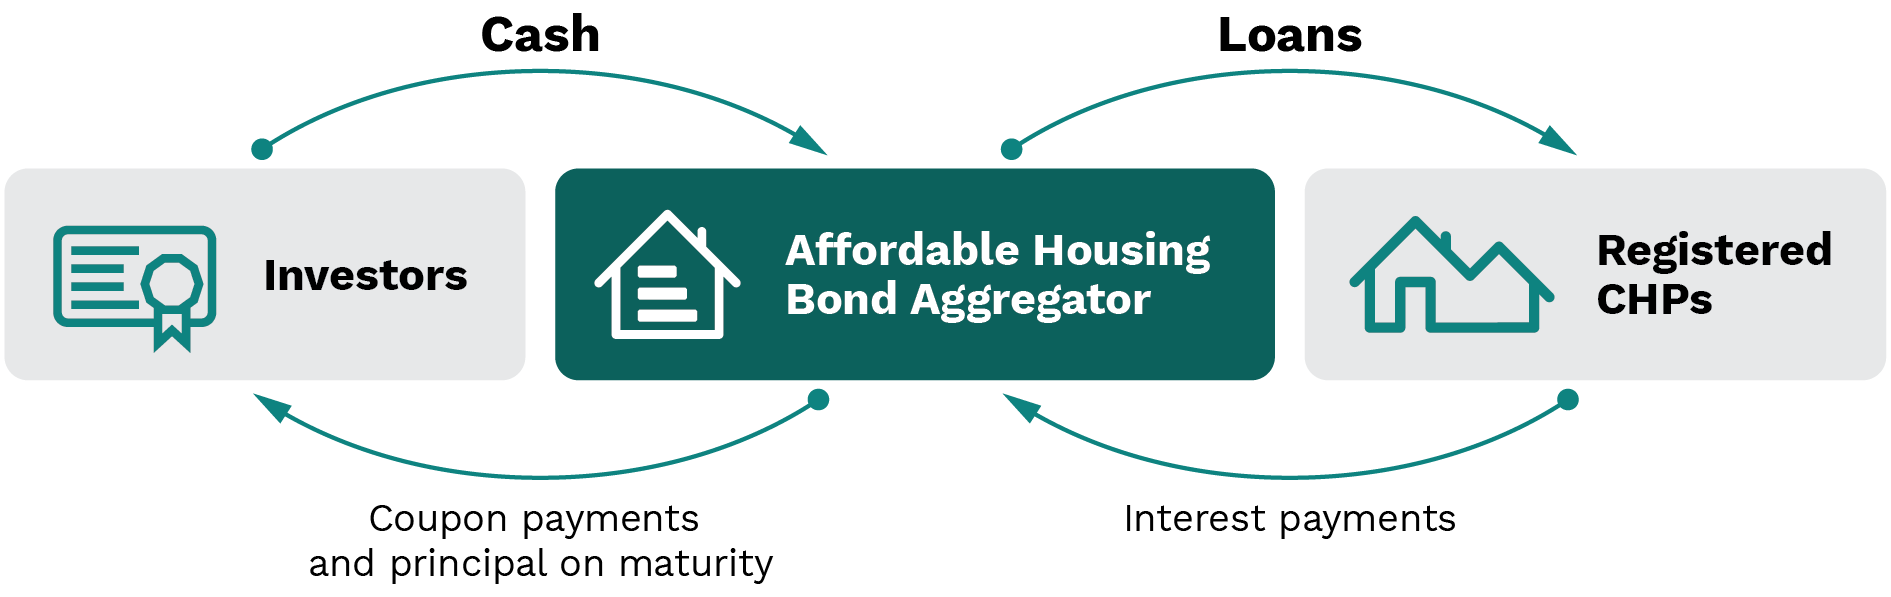 Cash
Loans
Investors
Affordable Housing
Bond Aggregator
Registered
CHPs
Coupon payments
and principal on maturity
Interest payments